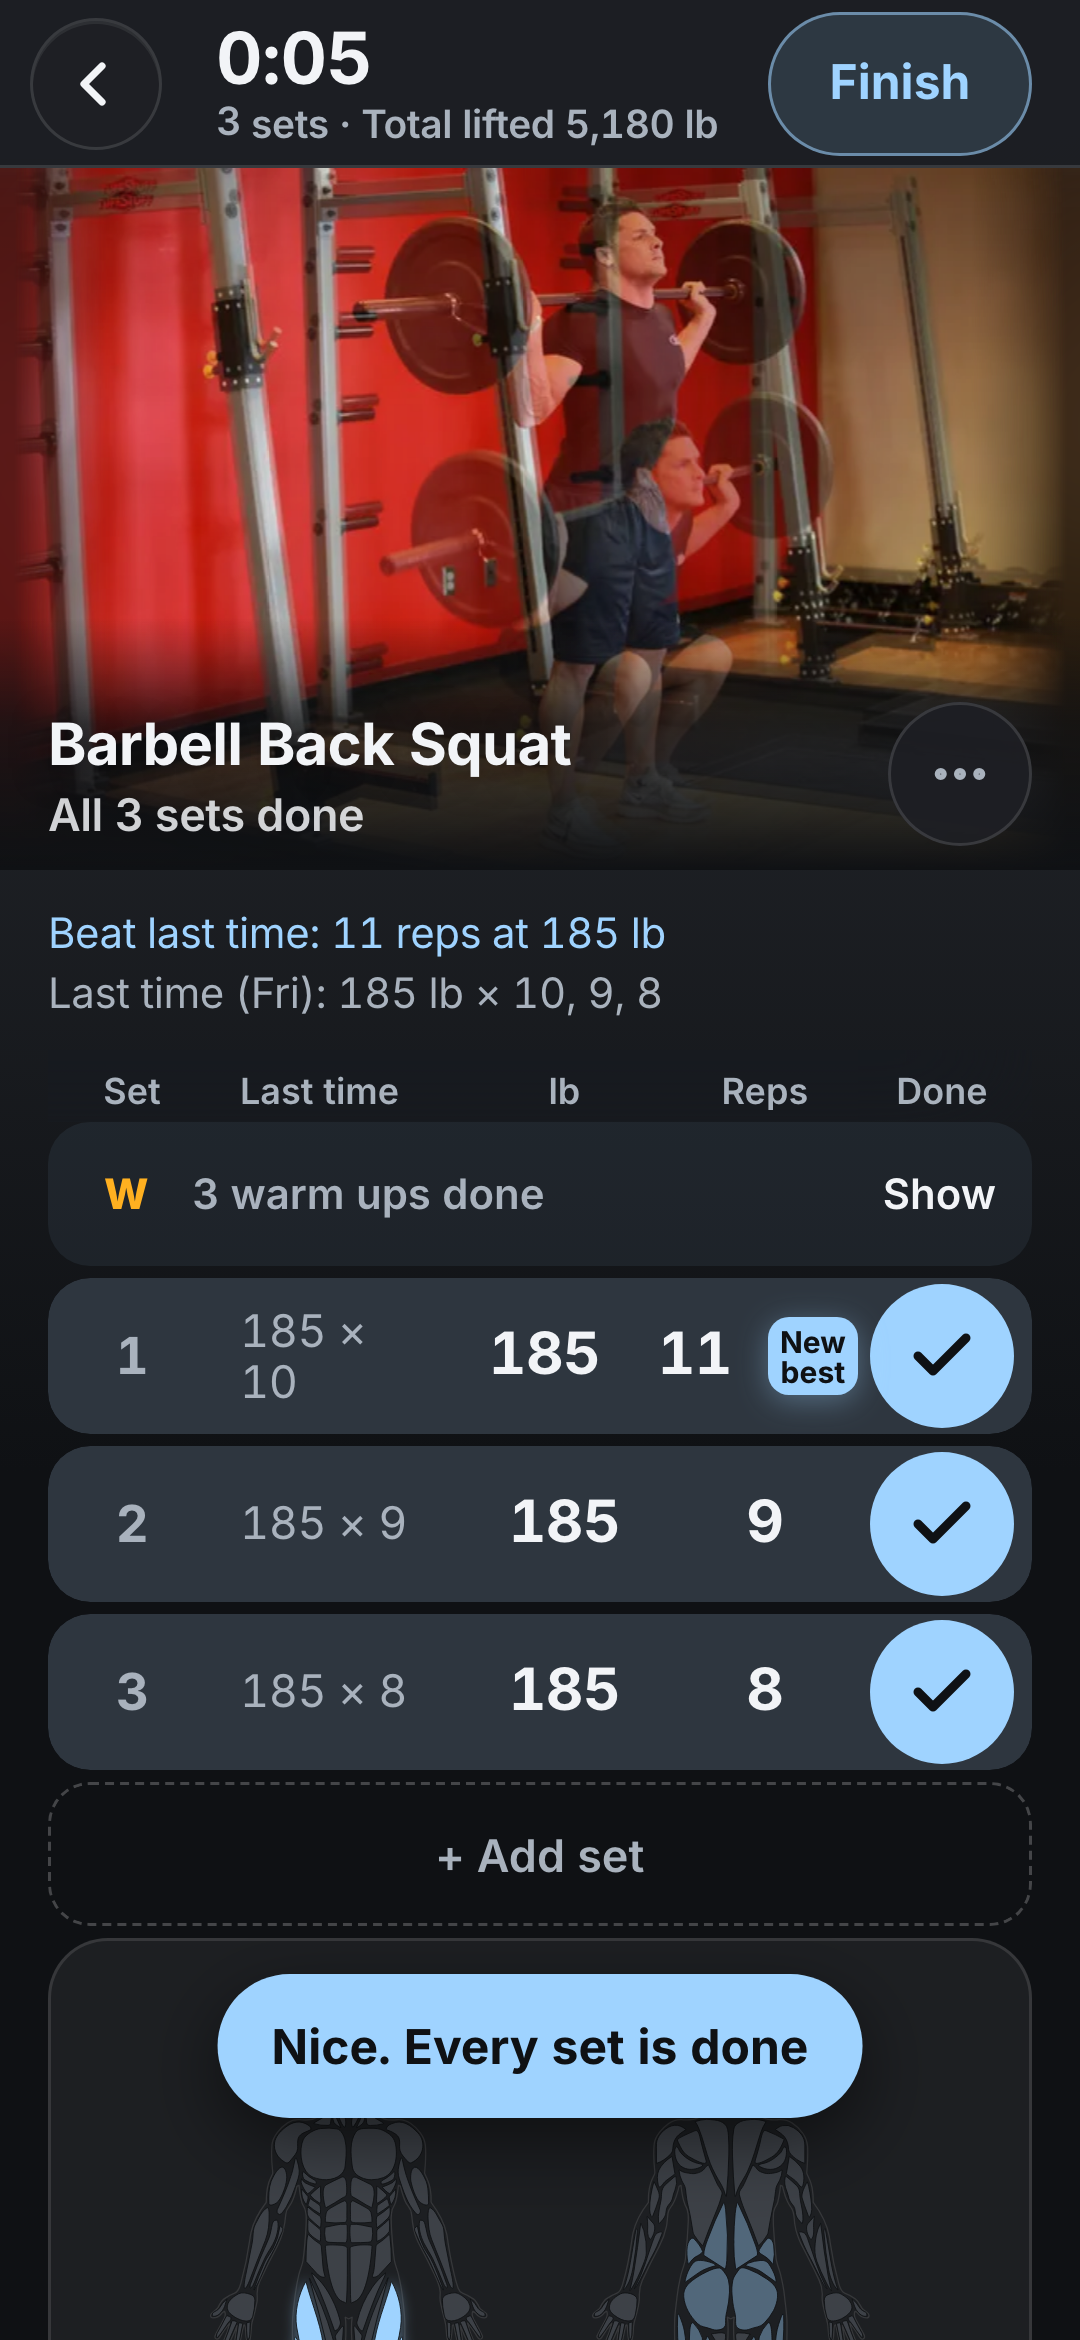 0:05
3 sets · Total lifted 5,180 lb
Finish
Barbell Back Squat
All 3 sets done
Beat last time: 11 reps at 185 lb
Last time (Fri): 185 lb × 10, 9, 8
Set Last time lb Reps Done
W 3 warm ups done Show
1 185 × 10 185 11 New best
2 185 × 9 185 9
3 185 × 8 185 8
+ Add set
Nice. Every set is done